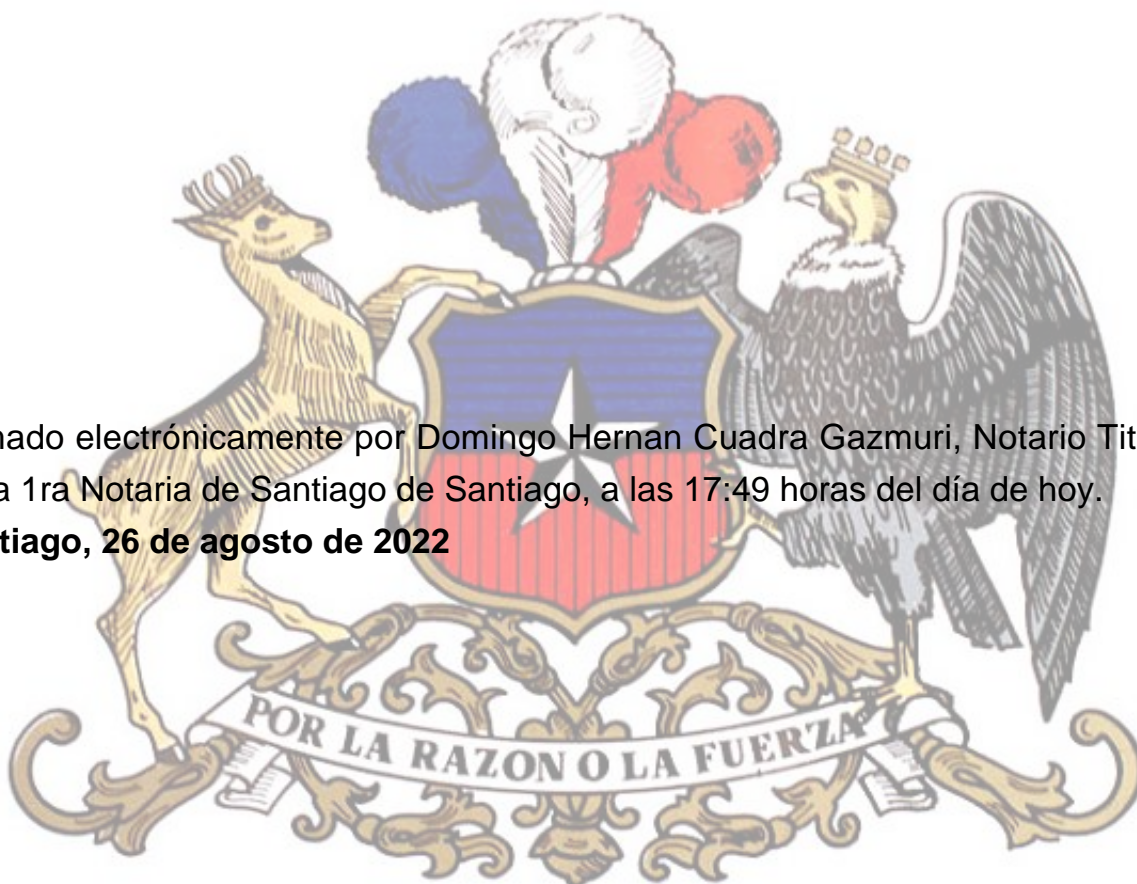 nado electrónicamente por Domingo Hernan Cuadra Gazmuri, Notario Tit
a 1ra Notaria de Santiago de Santiago, a las 17:49 horas del día de hoy.
tiago, 26 de agosto de 2022
POR LA RAZON O LA FUERZA